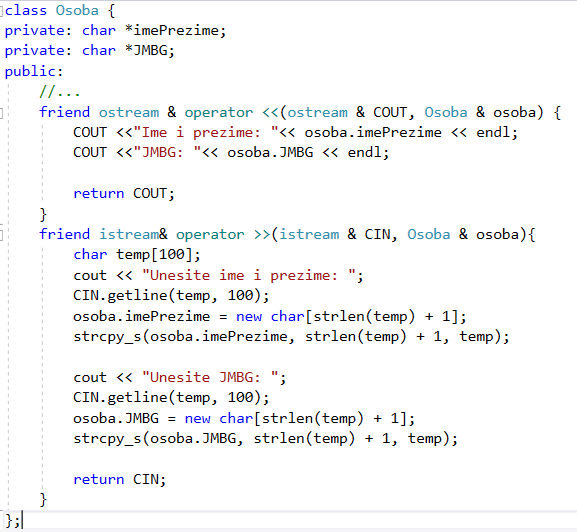 class Osoba {
private: char *imePrezime;
private: char *JMBG;
public:
    //...
    friend ostream & operator <<(ostream & COUT, Osoba & osoba) {
        COUT <<"Ime i prezime: "<< osoba.imePrezime << endl;
        COUT <<"JMBG: "<< osoba.JMBG << endl;

        return COUT;
    }
    friend istream& operator >>(istream & CIN, Osoba & osoba){
        char temp[100];
        cout << "Unesite ime i prezime: ";
        CIN.getline(temp, 100);
        osoba.imePrezime = new char[strlen(temp) + 1];
        strcpy_s(osoba.imePrezime, strlen(temp) + 1, temp);

        cout << "Unesite JMBG: ";
        CIN.getline(temp, 100);
        osoba.JMBG = new char[strlen(temp) + 1];
        strcpy_s(osoba.JMBG, strlen(temp) + 1, temp);

        return CIN;
    }
};